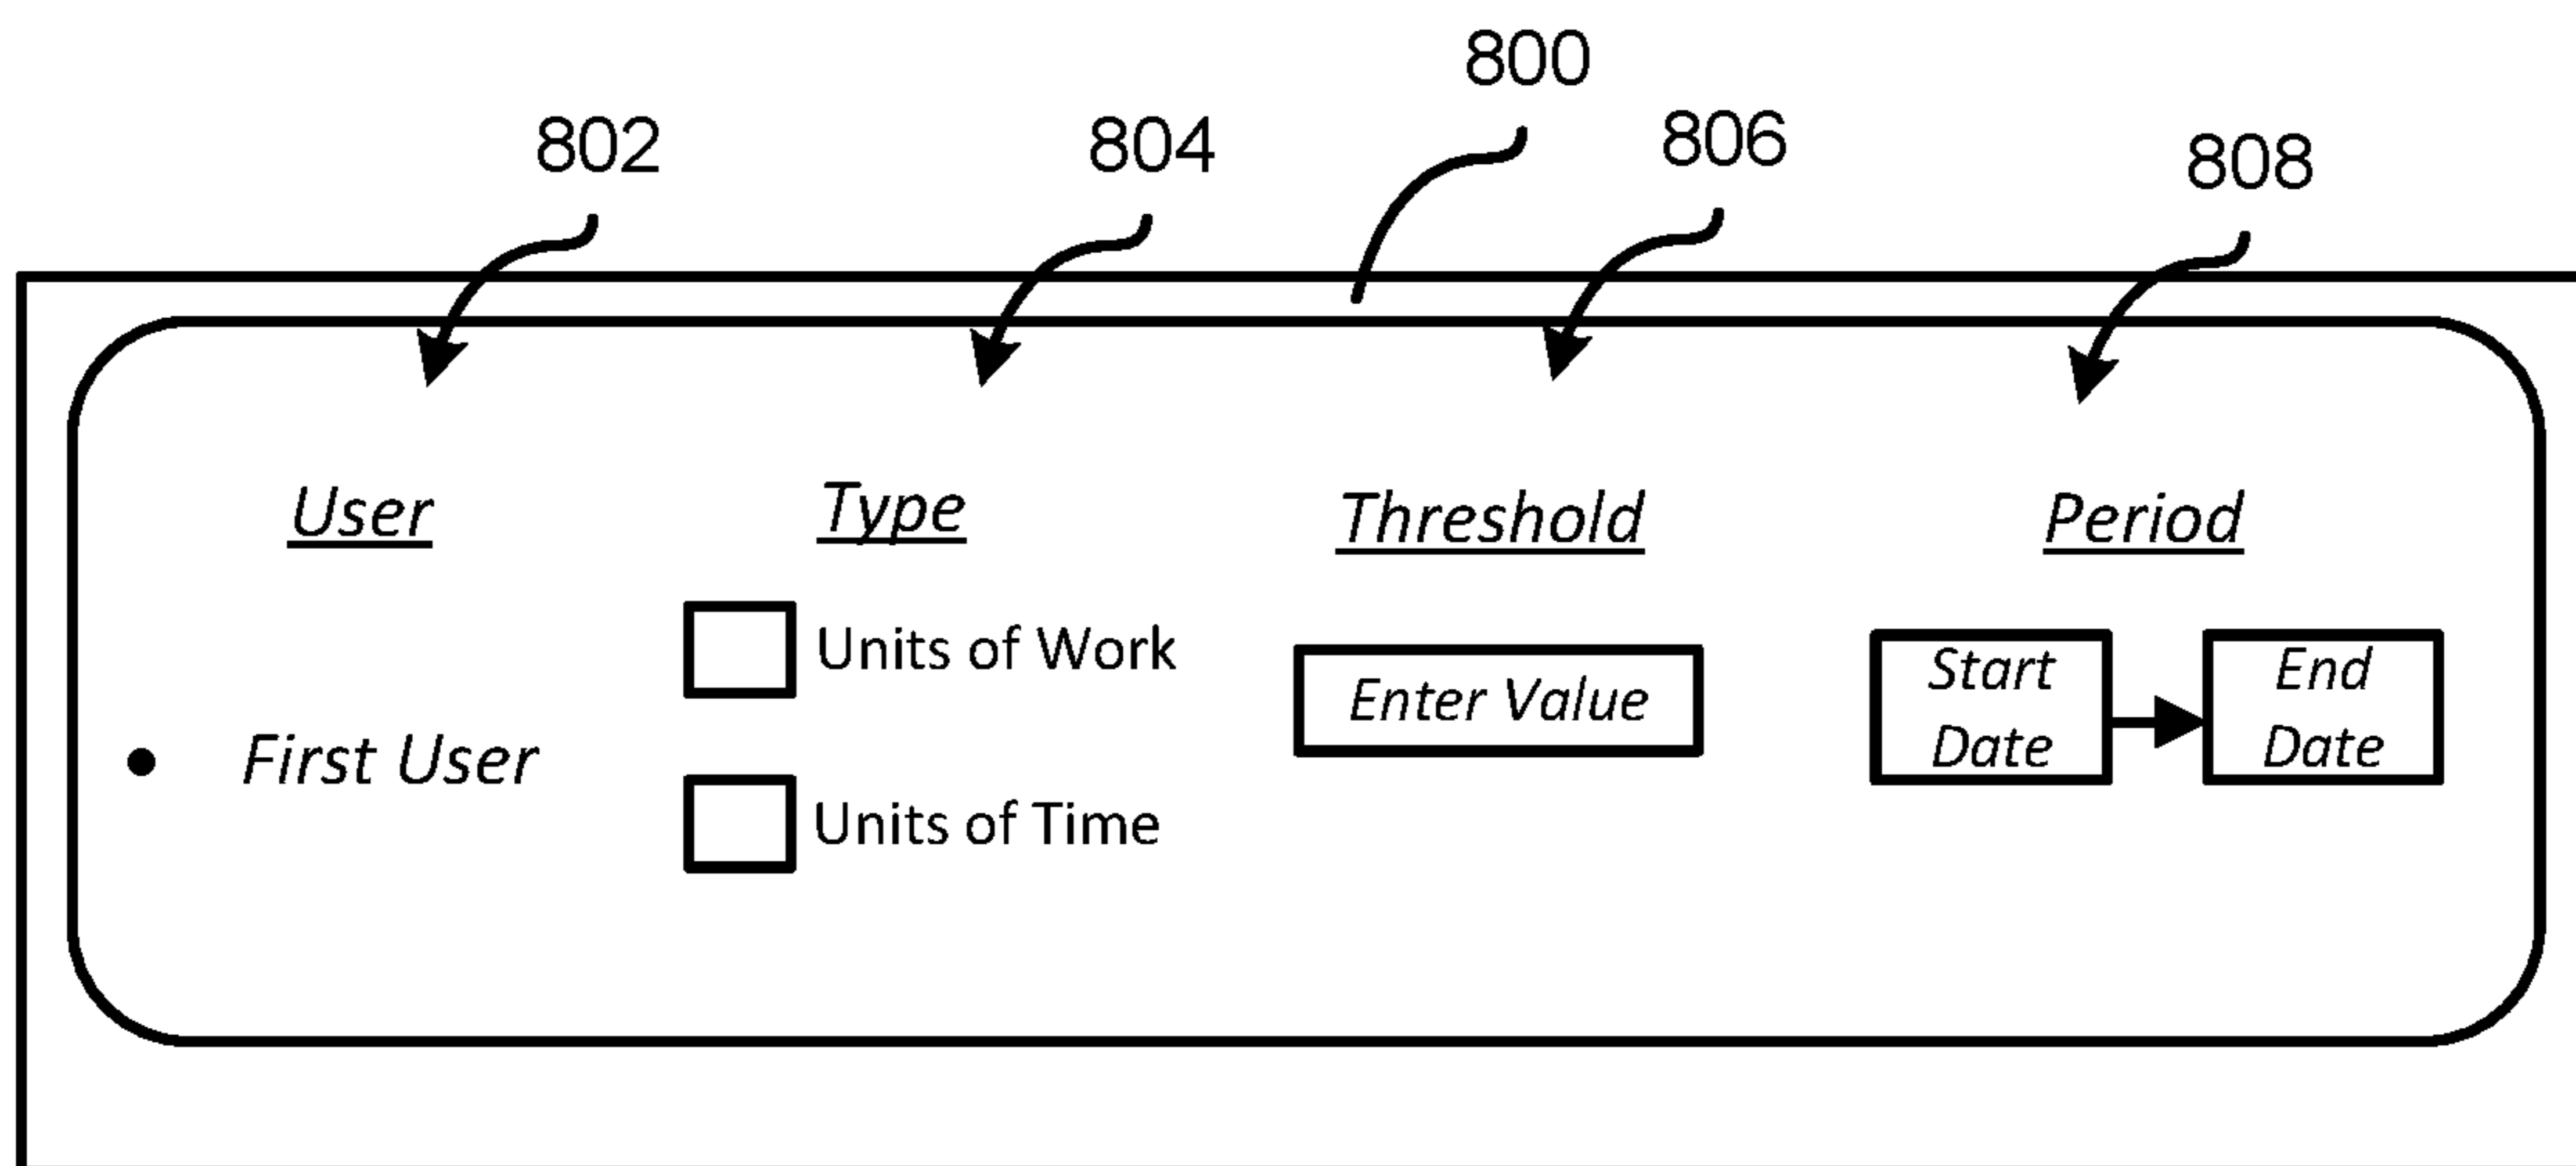 800
802 804 806 808
User Type Threshold Period
Units of Work
Enter Value
Start Date
End Date
First User
Units of Time